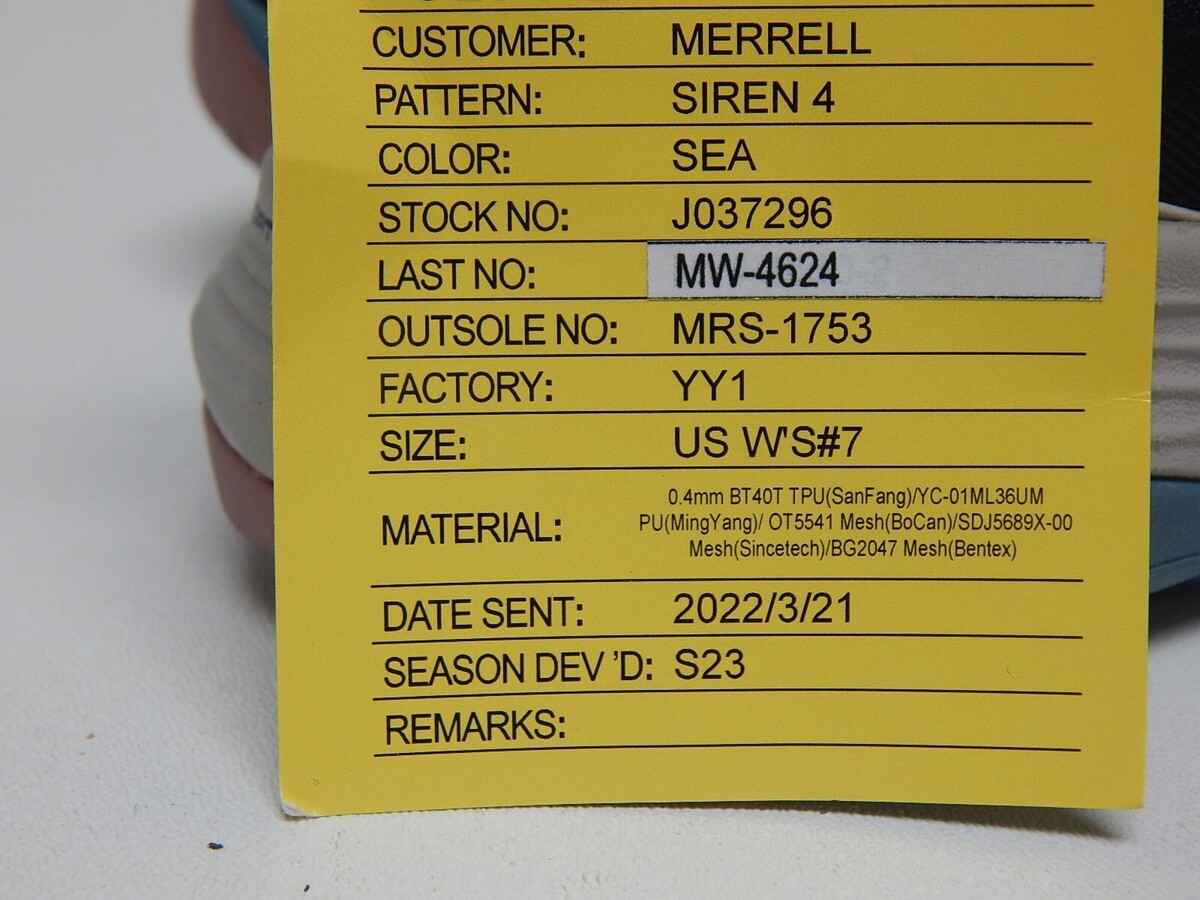 CUSTOMER: MERRELL
PATTERN: SIREN 4
COLOR: SEA
STOCK NO: J037296
LAST NO: MW-4624
OUTSOLE NO: MRS-1753
FACTORY: YY1
SIZE: US W'S#7
MATERIAL: 0.4mm BT40T TPU(SanFang)/YC-01ML36UM
PU(MingYang)/ OT5541 Mesh(BoCan)/SDJ5689X-00
Mesh(Sincetech)/BG2047 Mesh(Bentex)
DATE SENT: 2022/3/21
SEASON DEV 'D: S23
REMARKS: